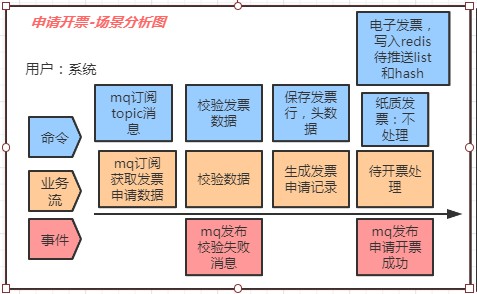 申请开票-场景分析图
电子发票，
写入redis
待推送list
和hash
用户：系统
mq订阅
topic消
息
校验发票
数据
保存发票
行，头数
据
纸质发
票：不
处理
命令
mq订阅
获取发票
申请数据
校验数据
生成发票
申请记录
待开票处
理
业务
流
事件
mq发布
校验失败
消息
mq发布
申请开票
成功